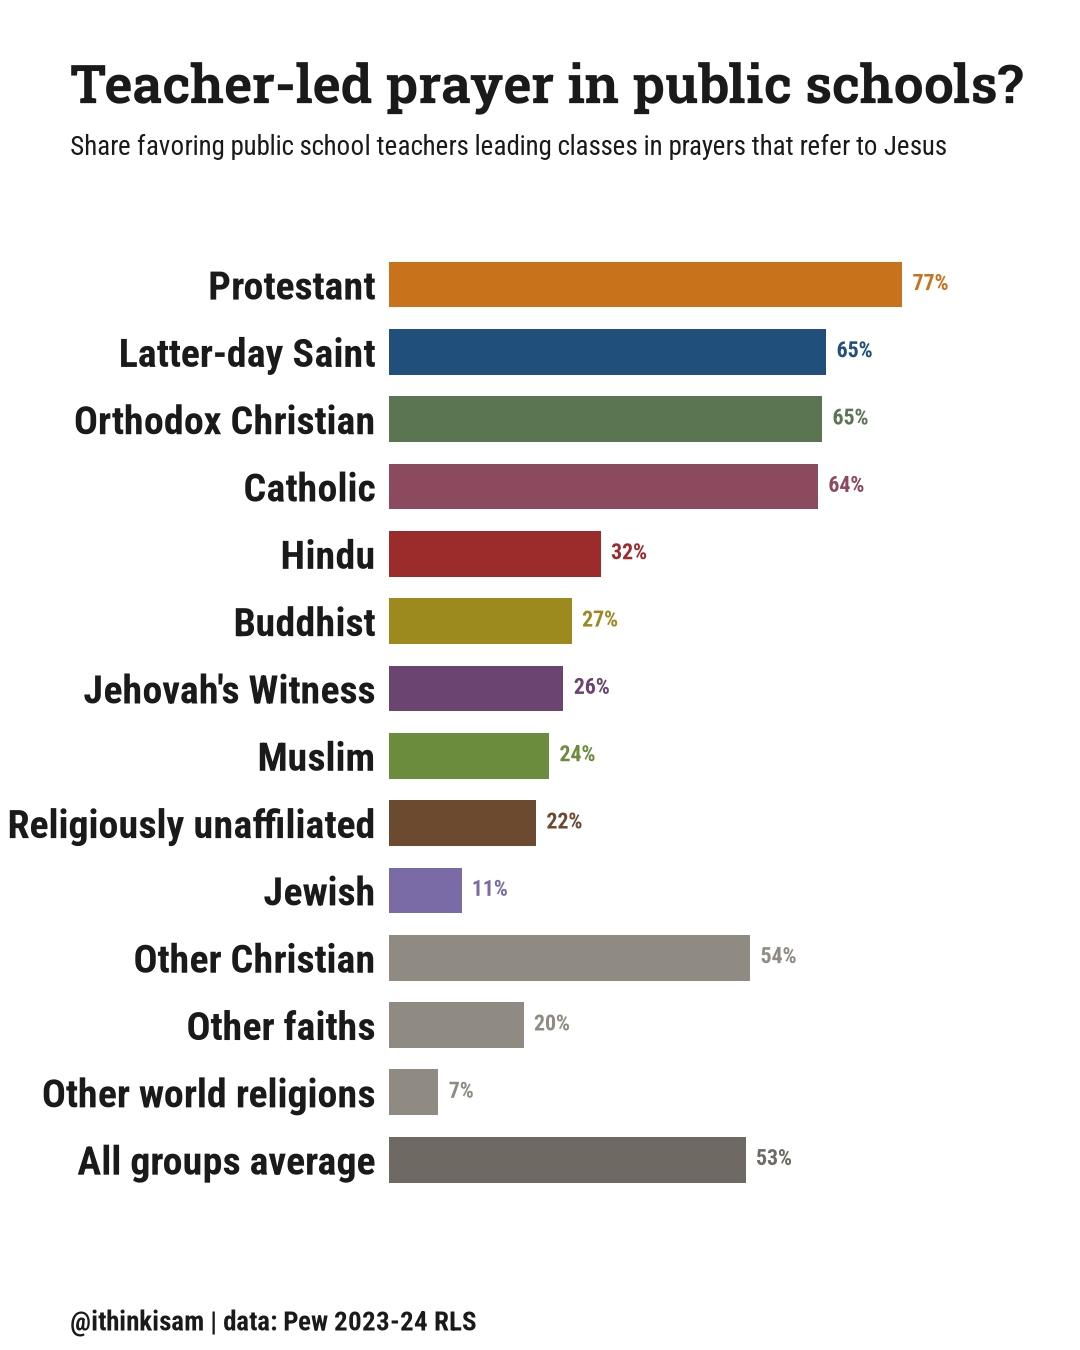 Teacher-led prayer in public schools?
Share favoring public school teachers leading classes in prayers that refer to Jesus
Protestant 77%
Latter-day Saint 65%
Orthodox Christian 65%
Catholic 64%
Hindu 32%
Buddhist 27%
Jehovah's Witness 26%
Muslim 24%
Religiously unaffiliated 22%
Jewish 11%
Other Christian 54%
Other faiths 20%
Other world religions 7%
All groups average 53%
@ithinkisam | data: Pew 2023-24 RLS